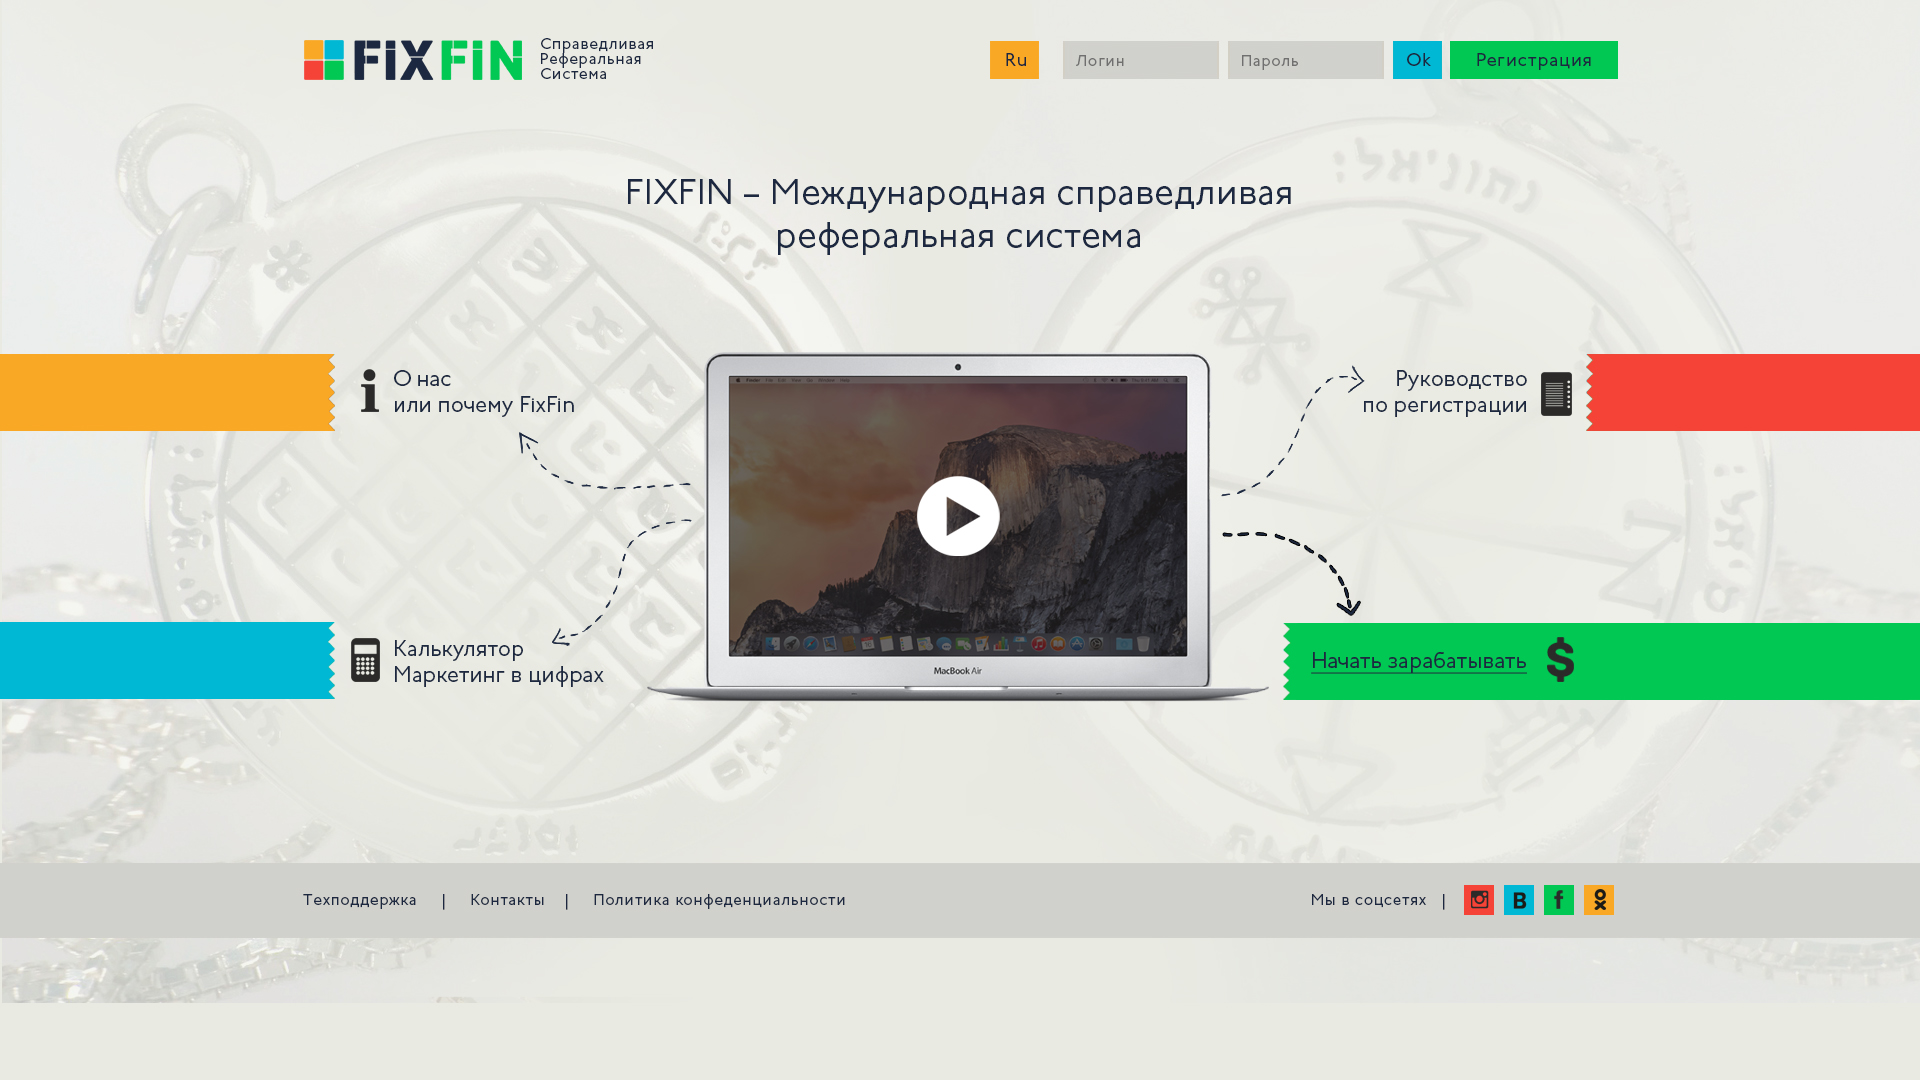 FiXFiN
Справедливая
Реферальная
Система
Ru
Логин
Пароль
Ok
Регистрация
FIXFIN – Международная справедливая
реферальная система
О нас
или почему FixFin
Руководство
по регистрации
MacBook Air
Калькулятор
Маркетинг в цифрах
Начать зарабатывать
$
Техподдержка | Контакты | Политика конфеденциальности
Мы в соцсетях |